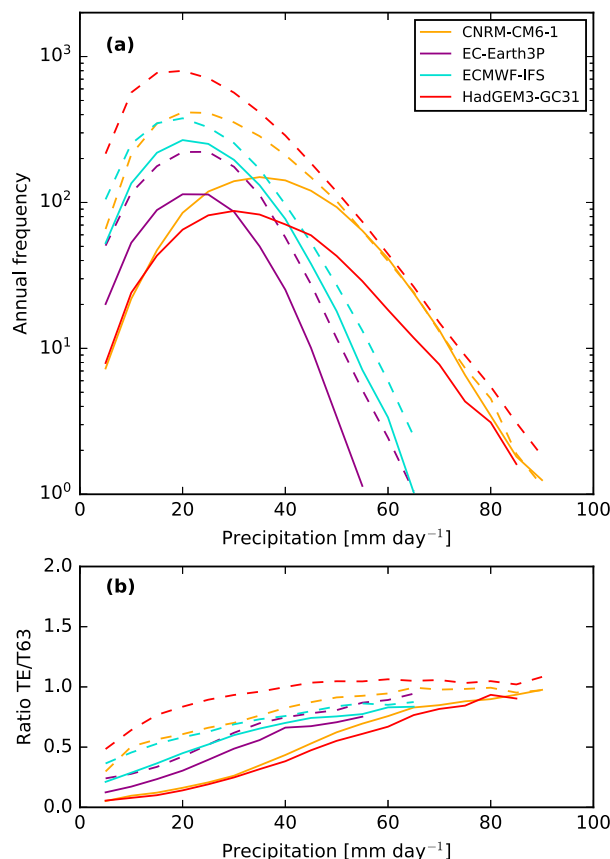 (a)
CNRM-CM6-1
EC-Earth3P
ECMWF-IFS
HadGEM3-GC31
10³
10²
10¹
10⁰
Annual frequency
0 20 40 60 80 100
Precipitation [mm day⁻¹]
(b)
2.0
1.5
1.0
0.5
0.0
Ratio TE/T63
0 20 40 60 80 100
Precipitation [mm day⁻¹]